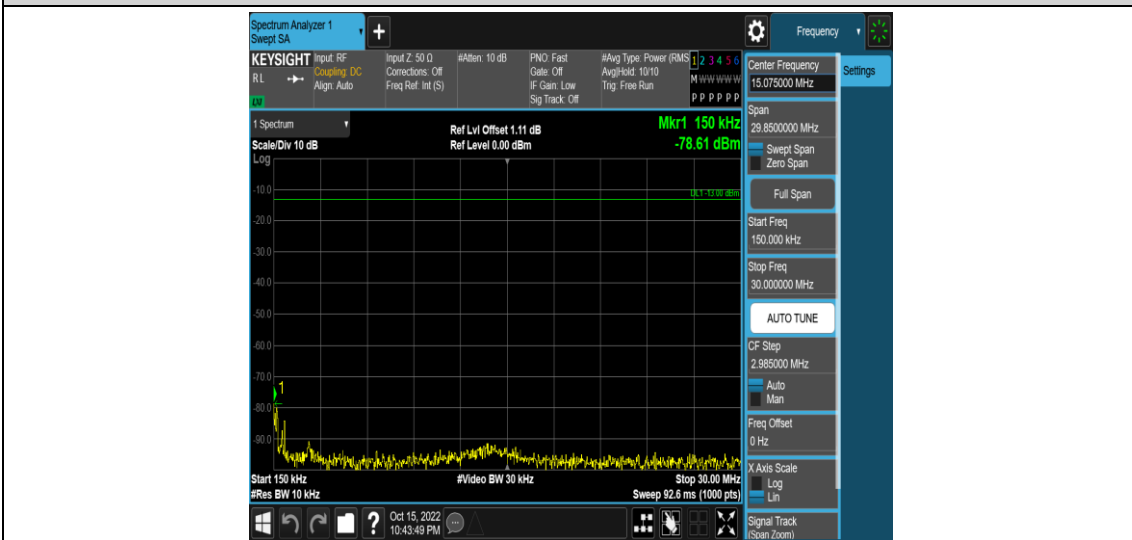 Spectrum Analyzer 1
Swept SA
Frequency
KEYSIGHT
RL
LXI
Input: RF
Coupling: DC
Align: Auto
Input Z: 50 Ω
Corrections: Off
Freq Ref: Int (S)
#Atten: 10 dB
PNO: Fast
Gate: Off
IF Gain: Low
Sig Track: Off
#Avg Type: Power (RMS
Avg|Hold: 10/10
Trig: Free Run
1 2 3 4 5 6
M W W W W W
P P P P P P
1 Spectrum
Scale/Div 10 dB
Log
Ref Lvl Offset 1.11 dB
Ref Level 0.00 dBm
Mkr1 150 kHz
-78.61 dBm
DL1 -13.00 dBm
-10.0
-20.0
-30.0
-40.0
-50.0
-60.0
-70.0
-80.0
-90.0
1
Start 150 kHz
#Video BW 30 kHz
Stop 30.00 MHz
#Res BW 10 kHz
Sweep 92.6 ms (1000 pts)
?
Oct 15, 2022
10:43:49 PM
Center Frequency
15.075000 MHz
Settings
Span
29.8500000 MHz
Swept Span
Zero Span
Full Span
Start Freq
150.000 kHz
Stop Freq
30.000000 MHz
AUTO TUNE
CF Step
2.985000 MHz
Auto
Man
Freq Offset
0 Hz
X Axis Scale
Log
Lin
Signal Track
(Span Zoom)